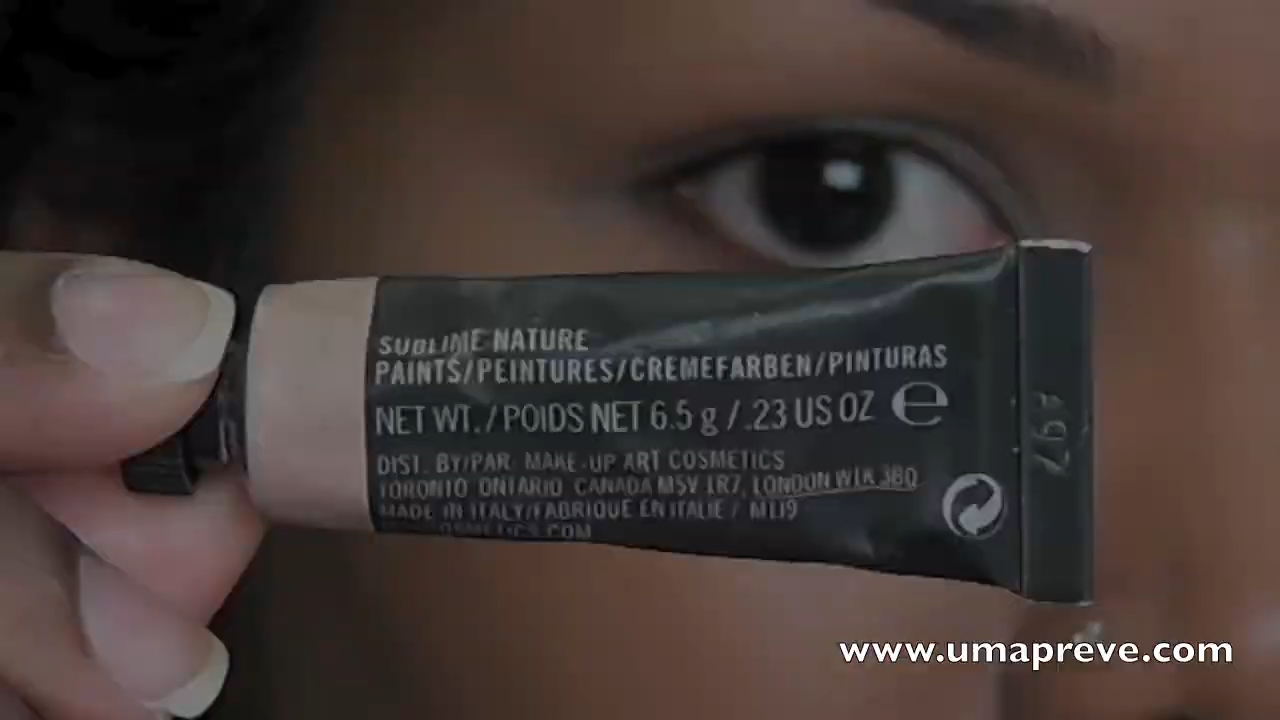 SUBLIME NATURE
PAINTS/PEINTURES/CREMEFARBEN/PINTURAS
NET WT./POIDS NET 6.5 g /.23 US OZ e
DIST. BY/PAR MAKE-UP ART COSMETICS
TORONTO ONTARIO CANADA M5V 1R7, LONDON W1K 3BQ
MADE IN ITALY/FABRIQUE EN ITALIE /
A97
www.umapreve.com